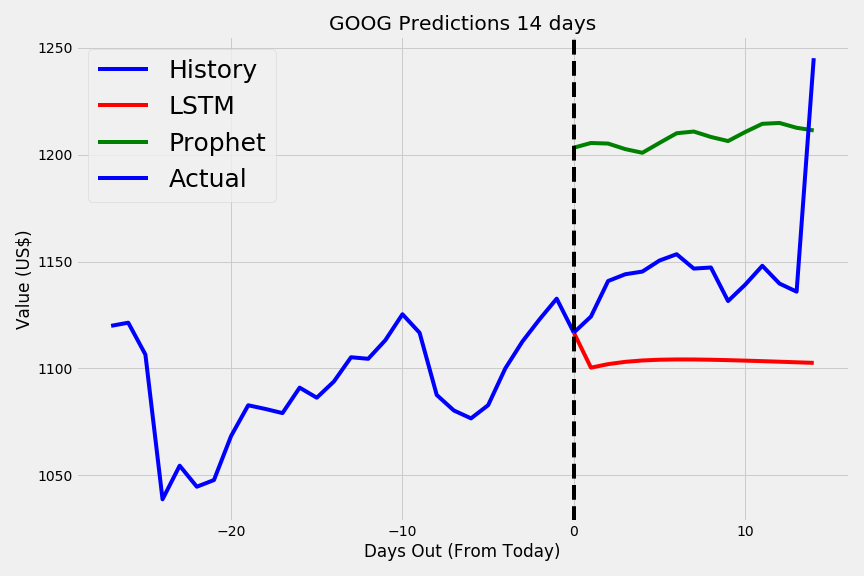 GOOG Predictions 14 days
History
LSTM
Prophet
Actual
Value (US$)
1250
1200
1150
1100
1050
−20
−10
0
10
Days Out (From Today)